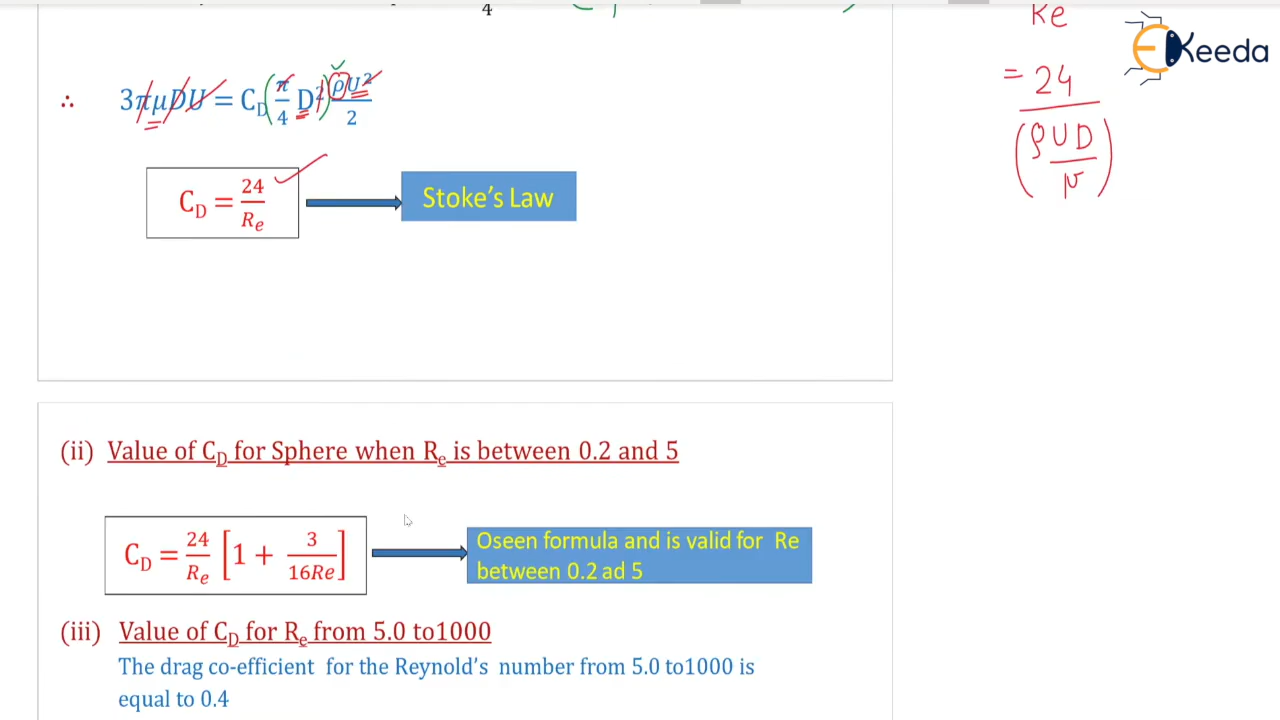 4
Re
Keeda
∴ 3πμDU = C_D (π/4 D²) ρU²/2
= 24 / (ρUD/μ)
C_D = 24/R_e
Stoke's Law
(ii) Value of C_D for Sphere when R_e is between 0.2 and 5
C_D = 24/R_e [1 + 3/16Re]
Oseen formula and is valid for Re
between 0.2 ad 5
(iii) Value of C_D for R_e from 5.0 to1000
The drag co-efficient for the Reynold's number from 5.0 to1000 is
equal to 0.4